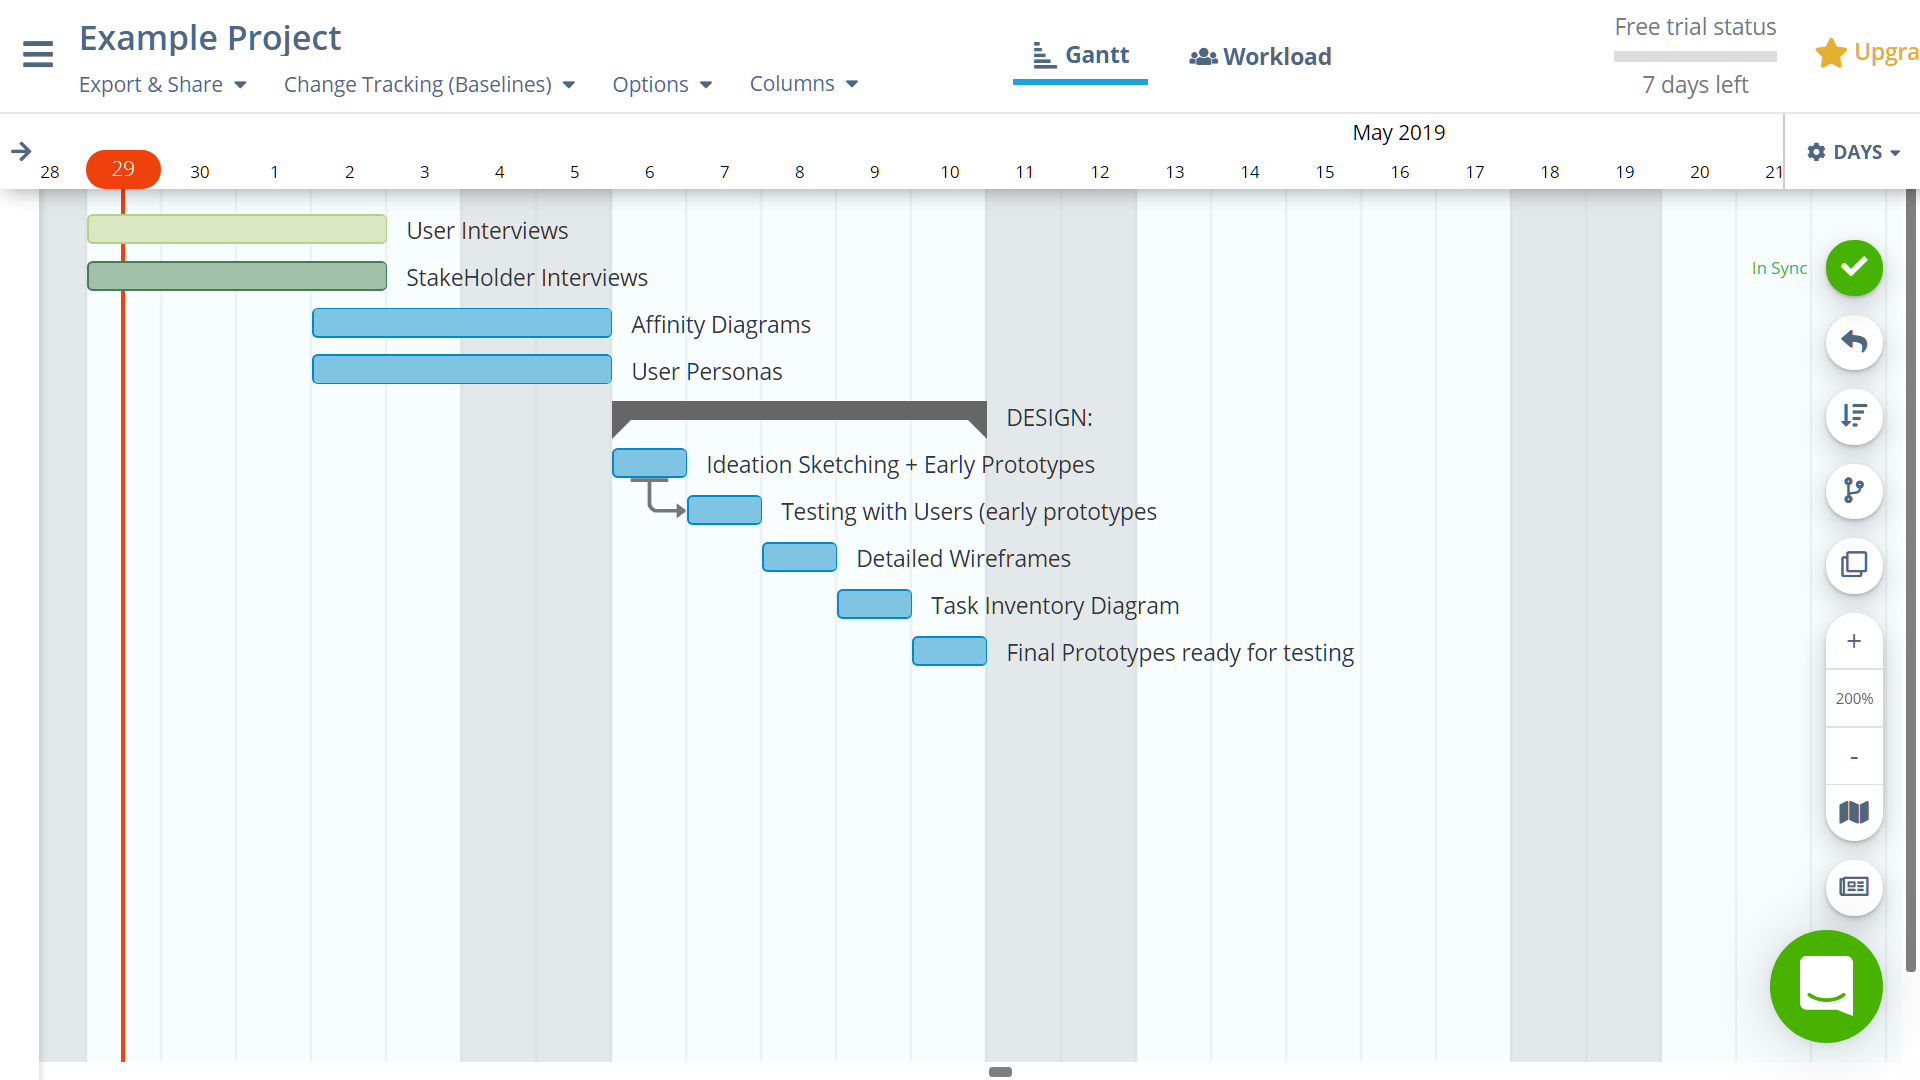 Example Project
Export & Share
Change Tracking (Baselines)
Options
Columns
Gantt
Workload
Free trial status
7 days left
Upgra
May 2019
28 29 30 1 2 3 4 5 6 7 8 9 10 11 12 13 14 15 16 17 18 19 20 21
DAYS
User Interviews
StakeHolder Interviews
In Sync
Affinity Diagrams
User Personas
DESIGN:
Ideation Sketching + Early Prototypes
Testing with Users (early prototypes
Detailed Wireframes
Task Inventory Diagram
Final Prototypes ready for testing
+
200%
-